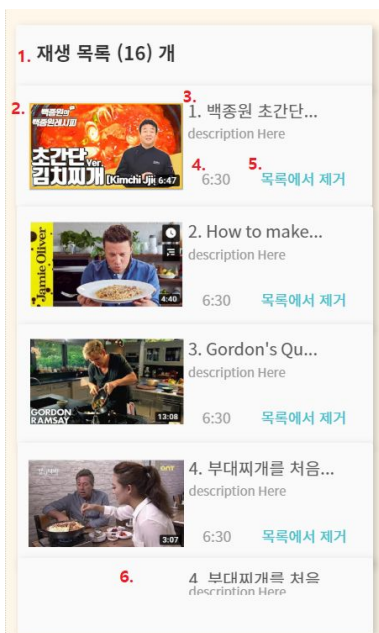 1. 재생 목록 (16) 개
2.
백종원의
백종원레시피
초간단 Ver.
김치찌개
6:47
3.
1. 백종원 초간단...
description Here
4.
6:30
5.
목록에서 제거
Jamie Oliver
4:40
2. How to make...
description Here
6:30
목록에서 제거
GORDON
RAMSAY
13:08
3. Gordon's Qu...
description Here
6:30
목록에서 제거
3:07
4. 부대찌개를 처음...
description Here
6:30
목록에서 제거
6.
4. 부대찌개를 처음
description Here